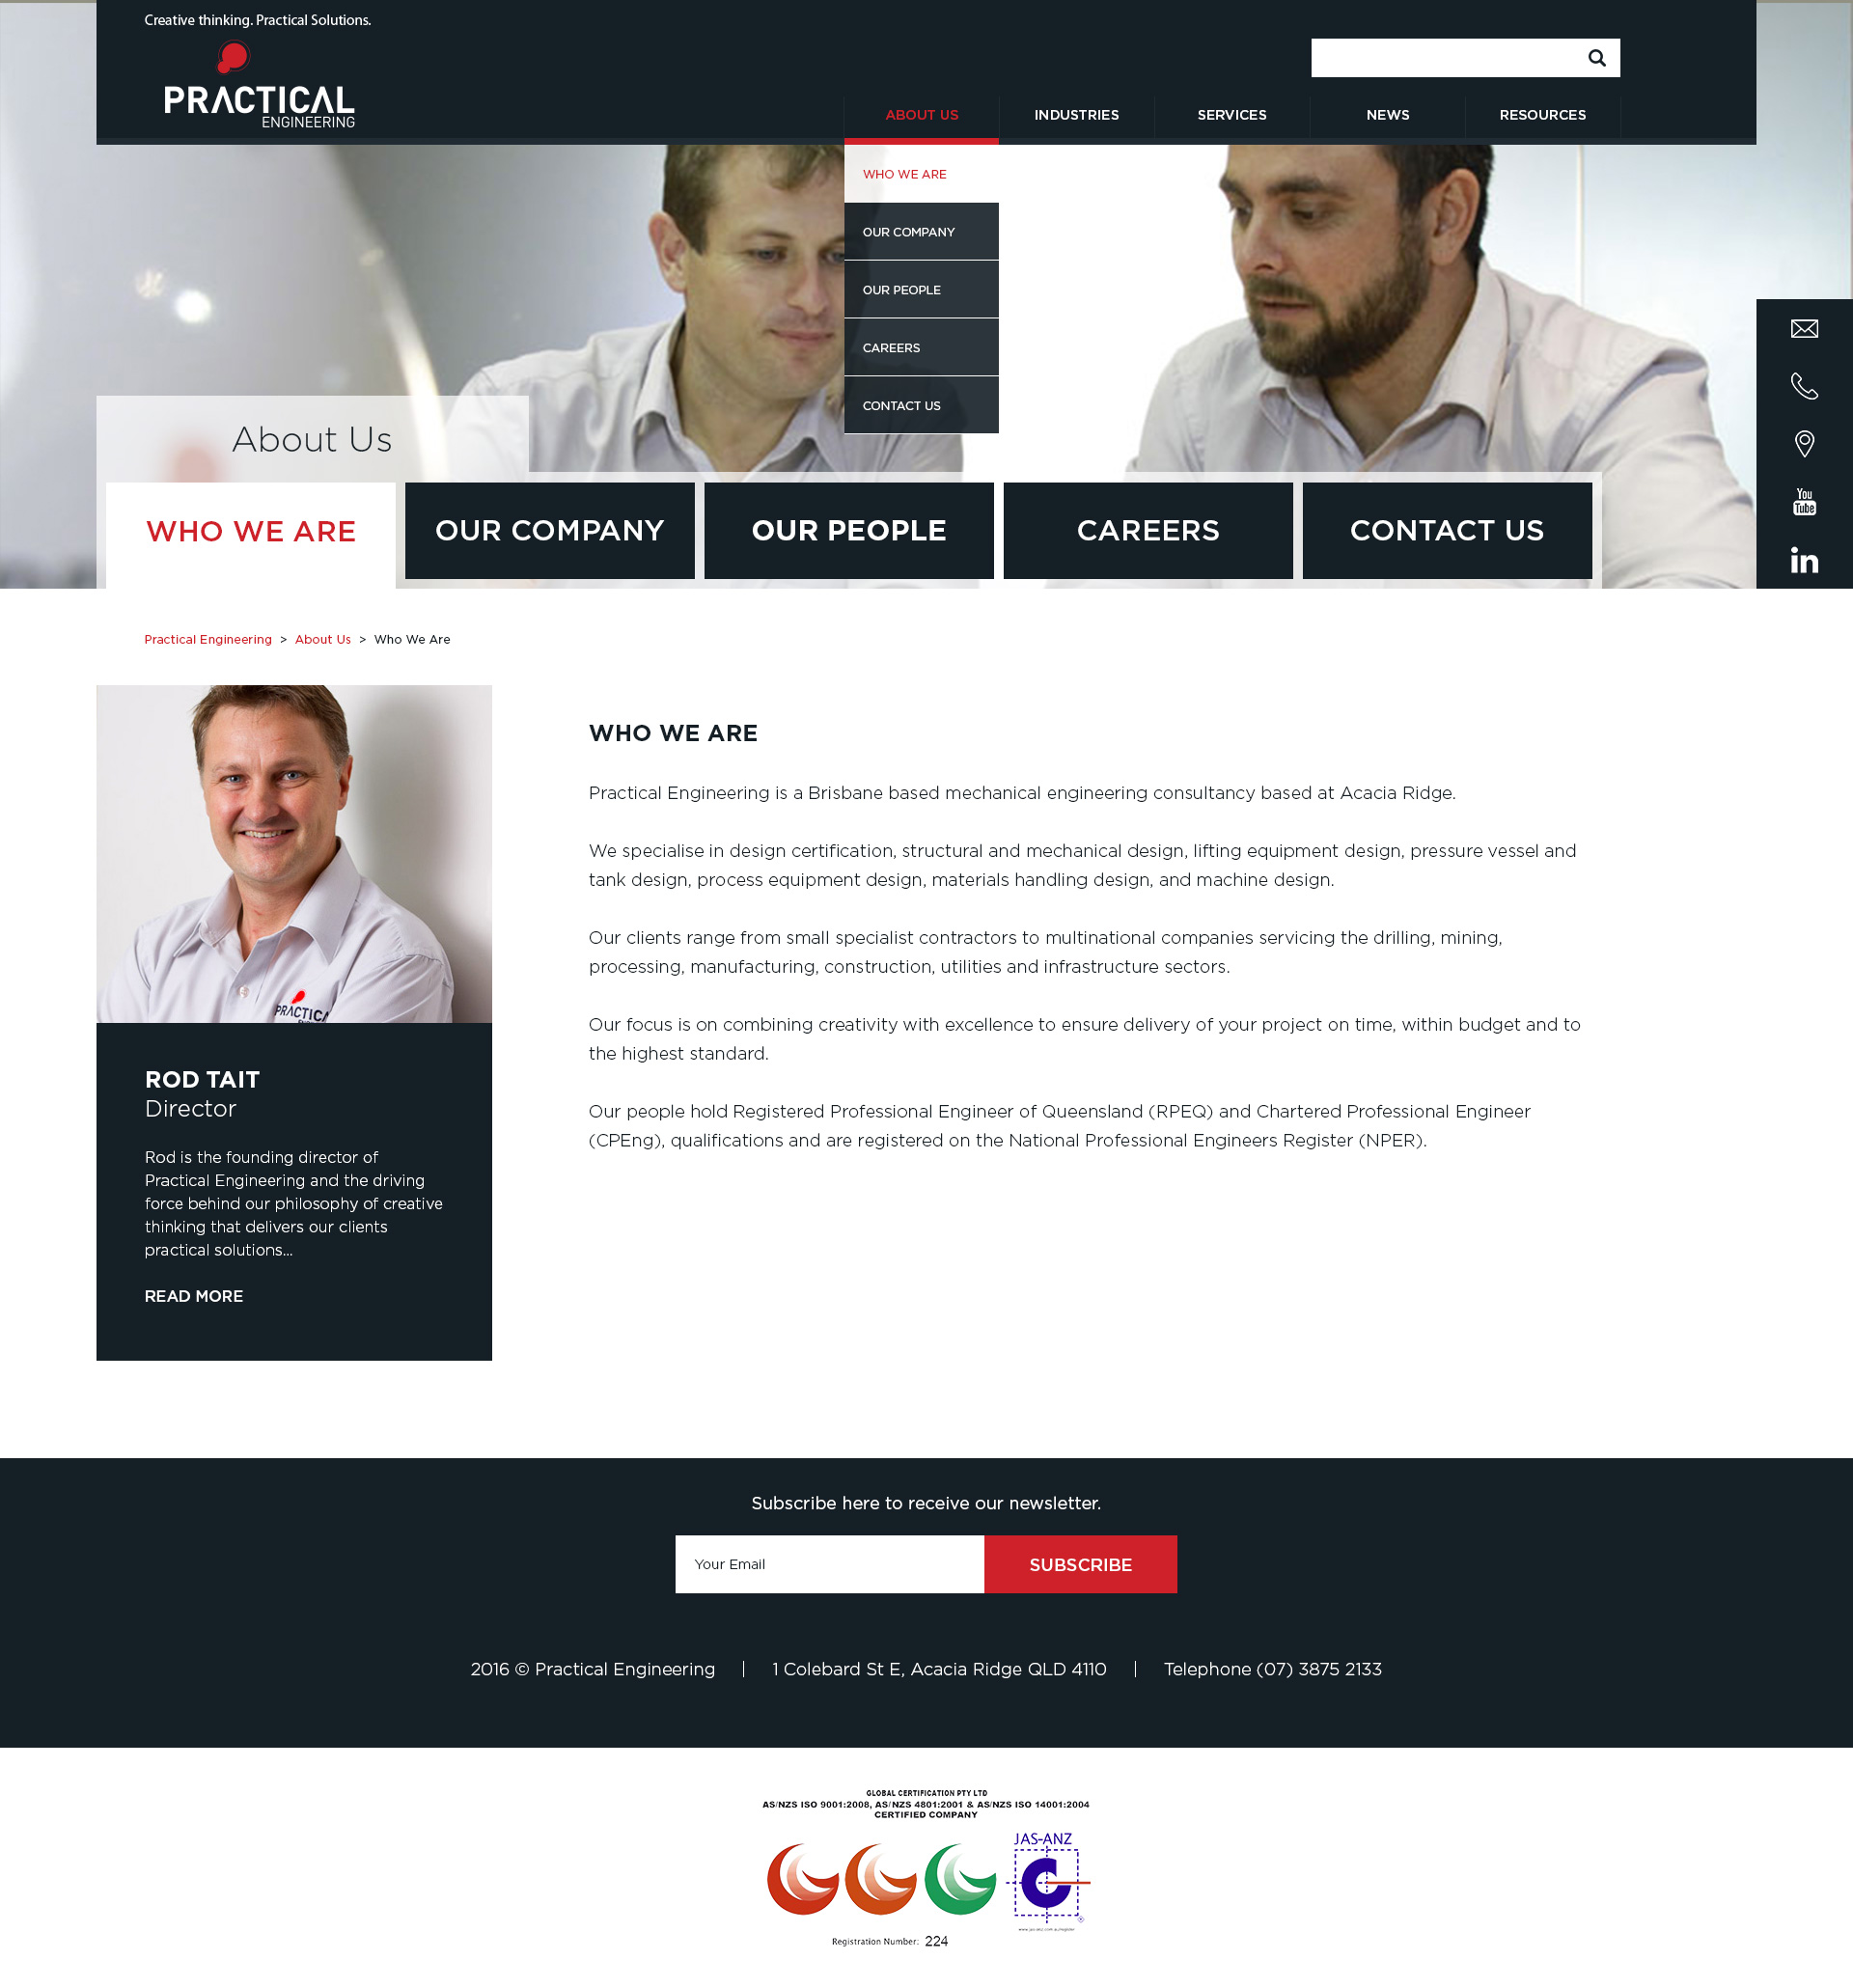 Creative thinking. Practical Solutions.
PRACTICAL
ENGINEERING
ABOUT US
INDUSTRIES
SERVICES
NEWS
RESOURCES
WHO WE ARE
OUR COMPANY
OUR PEOPLE
CAREERS
CONTACT US
About Us
WHO WE ARE
OUR COMPANY
OUR PEOPLE
CAREERS
CONTACT US
You
Tube
in
Practical Engineering > About Us > Who We Are
PRACTICA
ROD TAIT
Director
Rod is the founding director of
Practical Engineering and the driving
force behind our philosophy of creative
thinking that delivers our clients
practical solutions...
READ MORE
WHO WE ARE
Practical Engineering is a Brisbane based mechanical engineering consultancy based at Acacia Ridge.
We specialise in design certification, structural and mechanical design, lifting equipment design, pressure vessel and
tank design, process equipment design, materials handling design, and machine design.
Our clients range from small specialist contractors to multinational companies servicing the drilling, mining,
processing, manufacturing, construction, utilities and infrastructure sectors.
Our focus is on combining creativity with excellence to ensure delivery of your project on time, within budget and to
the highest standard.
Our people hold Registered Professional Engineer of Queensland (RPEQ) and Chartered Professional Engineer
(CPEng), qualifications and are registered on the National Professional Engineers Register (NPER).
Subscribe here to receive our newsletter.
Your Email
SUBSCRIBE
2016 © Practical Engineering | 1 Colebard St E, Acacia Ridge QLD 4110 | Telephone (07) 3875 2133
GLOBAL CERTIFICATION PTY LTD
AS/NZS ISO 9001:2008, AS/NZS 4801:2001 & AS/NZS ISO 14001:2004
CERTIFIED COMPANY
JAS-ANZ
Registration Number: 224